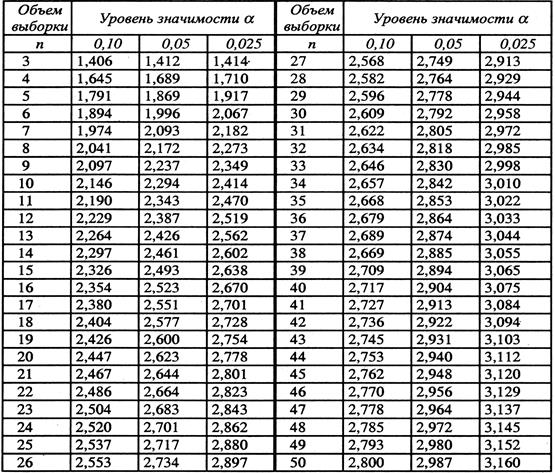 Объем выборки Уровень значимости α Объем выборки Уровень значимости α
n 0,10 0,05 0,025 n 0,10 0,05 0,025
3 1,406 1,412 1,414 27 2,568 2,749 2,913
4 1,645 1,689 1,710 28 2,582 2,764 2,929
5 1,791 1,869 1,917 29 2,596 2,778 2,944
6 1,894 1,996 2,067 30 2,609 2,792 2,958
7 1,974 2,093 2,182 31 2,622 2,805 2,972
8 2,041 2,172 2,273 32 2,634 2,818 2,985
9 2,097 2,237 2,349 33 2,646 2,830 2,998
10 2,146 2,294 2,414 34 2,657 2,842 3,010
11 2,190 2,343 2,470 35 2,668 2,853 3,022
12 2,229 2,387 2,519 36 2,679 2,864 3,033
13 2,264 2,426 2,562 37 2,689 2,874 3,044
14 2,297 2,461 2,602 38 2,669 2,885 3,055
15 2,326 2,493 2,638 39 2,709 2,894 3,065
16 2,354 2,523 2,670 40 2,717 2,904 3,075
17 2,380 2,551 2,701 41 2,727 2,913 3,084
18 2,404 2,577 2,728 42 2,736 2,922 3,094
19 2,426 2,600 2,754 43 2,745 2,931 3,103
20 2,447 2,623 2,778 44 2,753 2,940 3,112
21 2,467 2,644 2,801 45 2,762 2,948 3,120
22 2,486 2,664 2,823 46 2,770 2,956 3,129
23 2,504 2,683 2,843 47 2,778 2,964 3,137
24 2,520 2,701 2,862 48 2,785 2,972 3,145
25 2,537 2,717 2,880 49 2,793 2,980 3,152
26 2,553 2,734 2,897 50 2,800 2,987 3,160